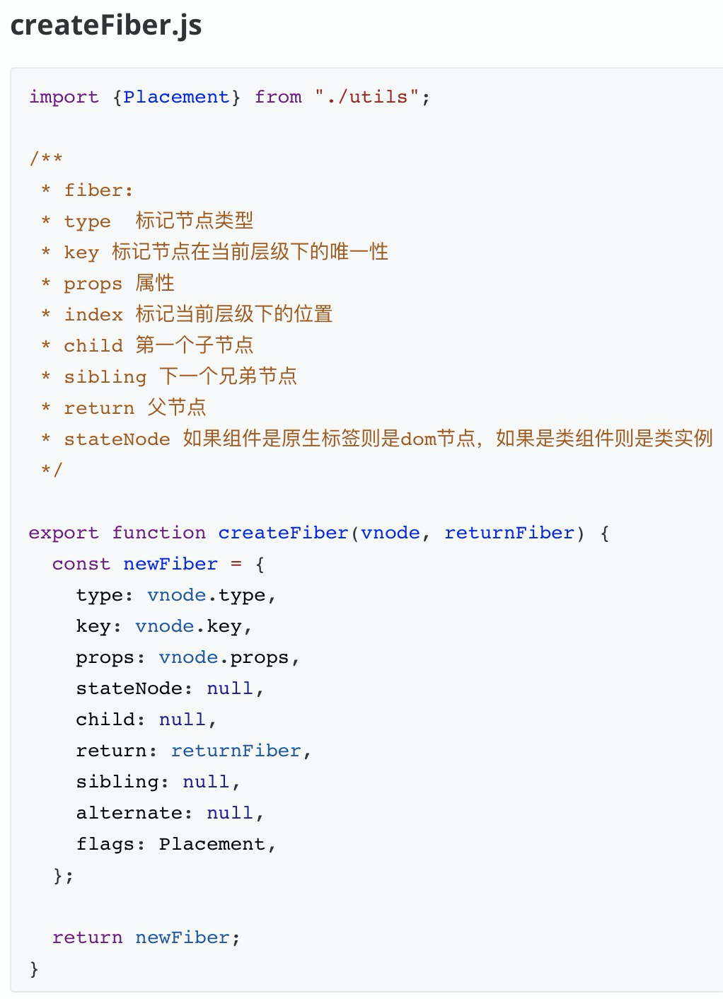 createFiber.js
import {Placement} from "./utils";
/**
 * fiber:
 * type  标记节点类型
 * key 标记节点在当前层级下的唯一性
 * props 属性
 * index 标记当前层级下的位置
 * child 第一个子节点
 * sibling 下一个兄弟节点
 * return 父节点
 * stateNode 如果组件是原生标签则是dom节点，如果是类组件则是类实例
 */
export function createFiber(vnode, returnFiber) {
  const newFiber = {
    type: vnode.type,
    key: vnode.key,
    props: vnode.props,
    stateNode: null,
    child: null,
    return: returnFiber,
    sibling: null,
    alternate: null,
    flags: Placement,
  };
  return newFiber;
}